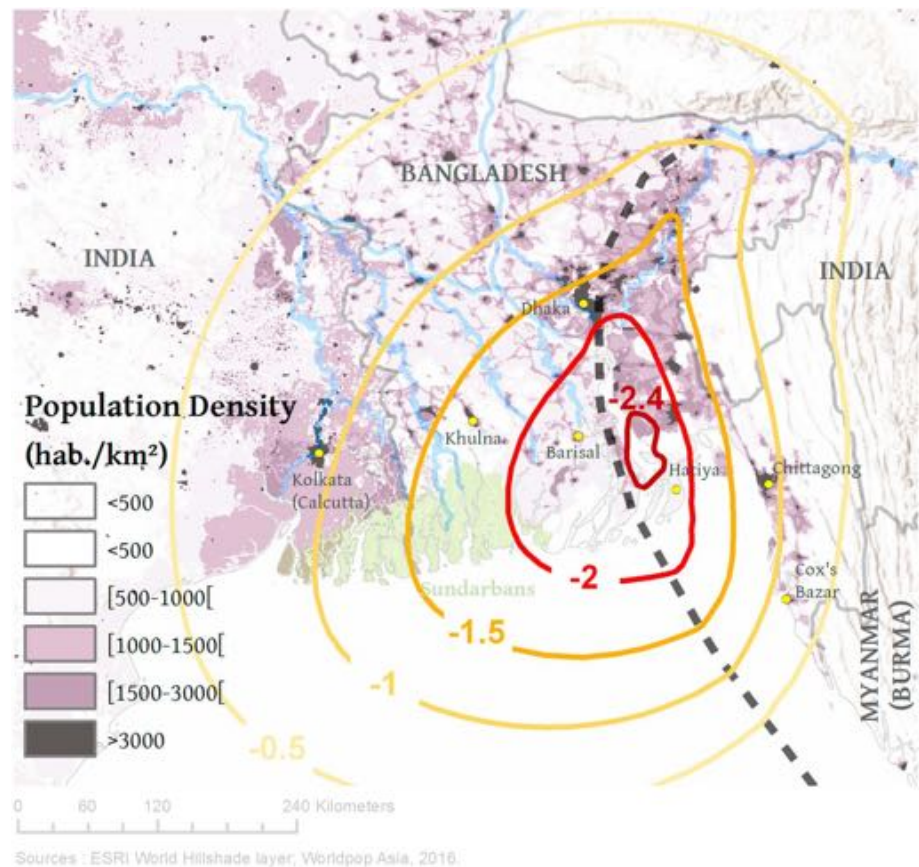 BANGLADESH
INDIA
INDIA
Dhaka
-2.4
Population Density
(hab./km²)
<500
<500
[500-1000[
[1000-1500[
[1500-3000[
>3000
Khulna
Barisal
Hatiya
Chittagong
Kolkata
(Calcutta)
Sundarbans
-2
Cox's
Bazar
-1.5
-1
-0.5
MYANMAR
(BURMA)
0 60 120 240 Kilometers
Sources : ESRI World Hillshade layer; Worldpop Asia, 2016.